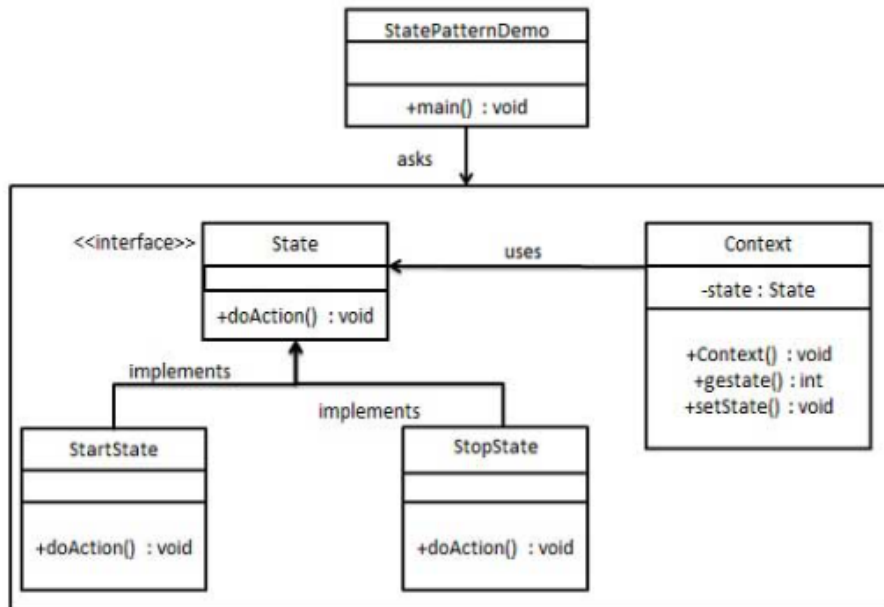 StatePatternDemo
+main() : void
asks
<<interface>>
State
+doAction() : void
uses
Context
-state : State
+Context() : void
+gestate() : int
+setState() : void
implements
implements
StartState
+doAction() : void
StopState
+doAction() : void